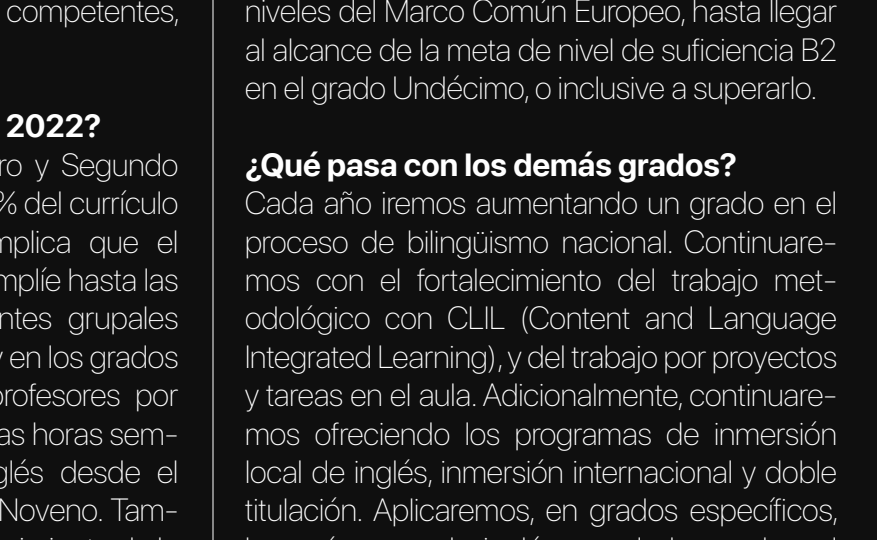 competentes,
2022?
ro y Segundo
% del currículo
mplica que el
mplíe hasta las
ntes grupales
y en los grados
profesores por
as horas sem-
glés desde el
Noveno. Tam-
niveles del Marco Común Europeo, hasta llegar
al alcance de la meta de nivel de suficiencia B2
en el grado Undécimo, o inclusive a superarlo.
¿Qué pasa con los demás grados?
Cada año iremos aumentando un grado en el
proceso de bilingüismo nacional. Continuare-
mos con el fortalecimiento del trabajo met-
odológico con CLIL (Content and Language
Integrated Learning), y del trabajo por proyectos
y tareas en el aula. Adicionalmente, continuare-
mos ofreciendo los programas de inmersión
local de inglés, inmersión internacional y doble
titulación. Aplicaremos, en grados específicos,